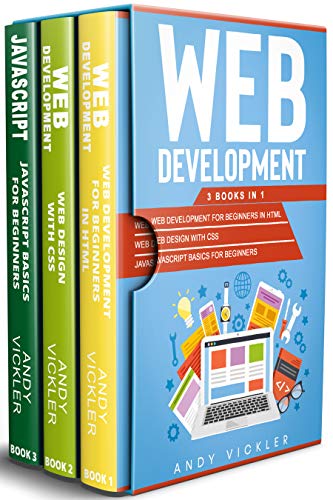 JAVASCRIPT
JAVASCRIPT BASICS
FOR BEGINNERS
ANDY
VICKLER
BOOK 3
WEB
DEVELOPMENT
WEB DESIGN
WITH CSS
ANDY
VICKLER
BOOK 2
WEB
DEVELOPMENT
WEB DEVELOPMENT
FOR BEGINNERS
IN HTML
ANDY
VICKLER
BOOK 1
WEB
DEVELOPMENT
3 BOOKS IN 1
WEB DEVELOPMENT FOR BEGINNERS IN HTML
DESIGN WITH CSS
JAVASJAVASCRIPT BASICS FOR BEGINNERS
ANDY VICKLER